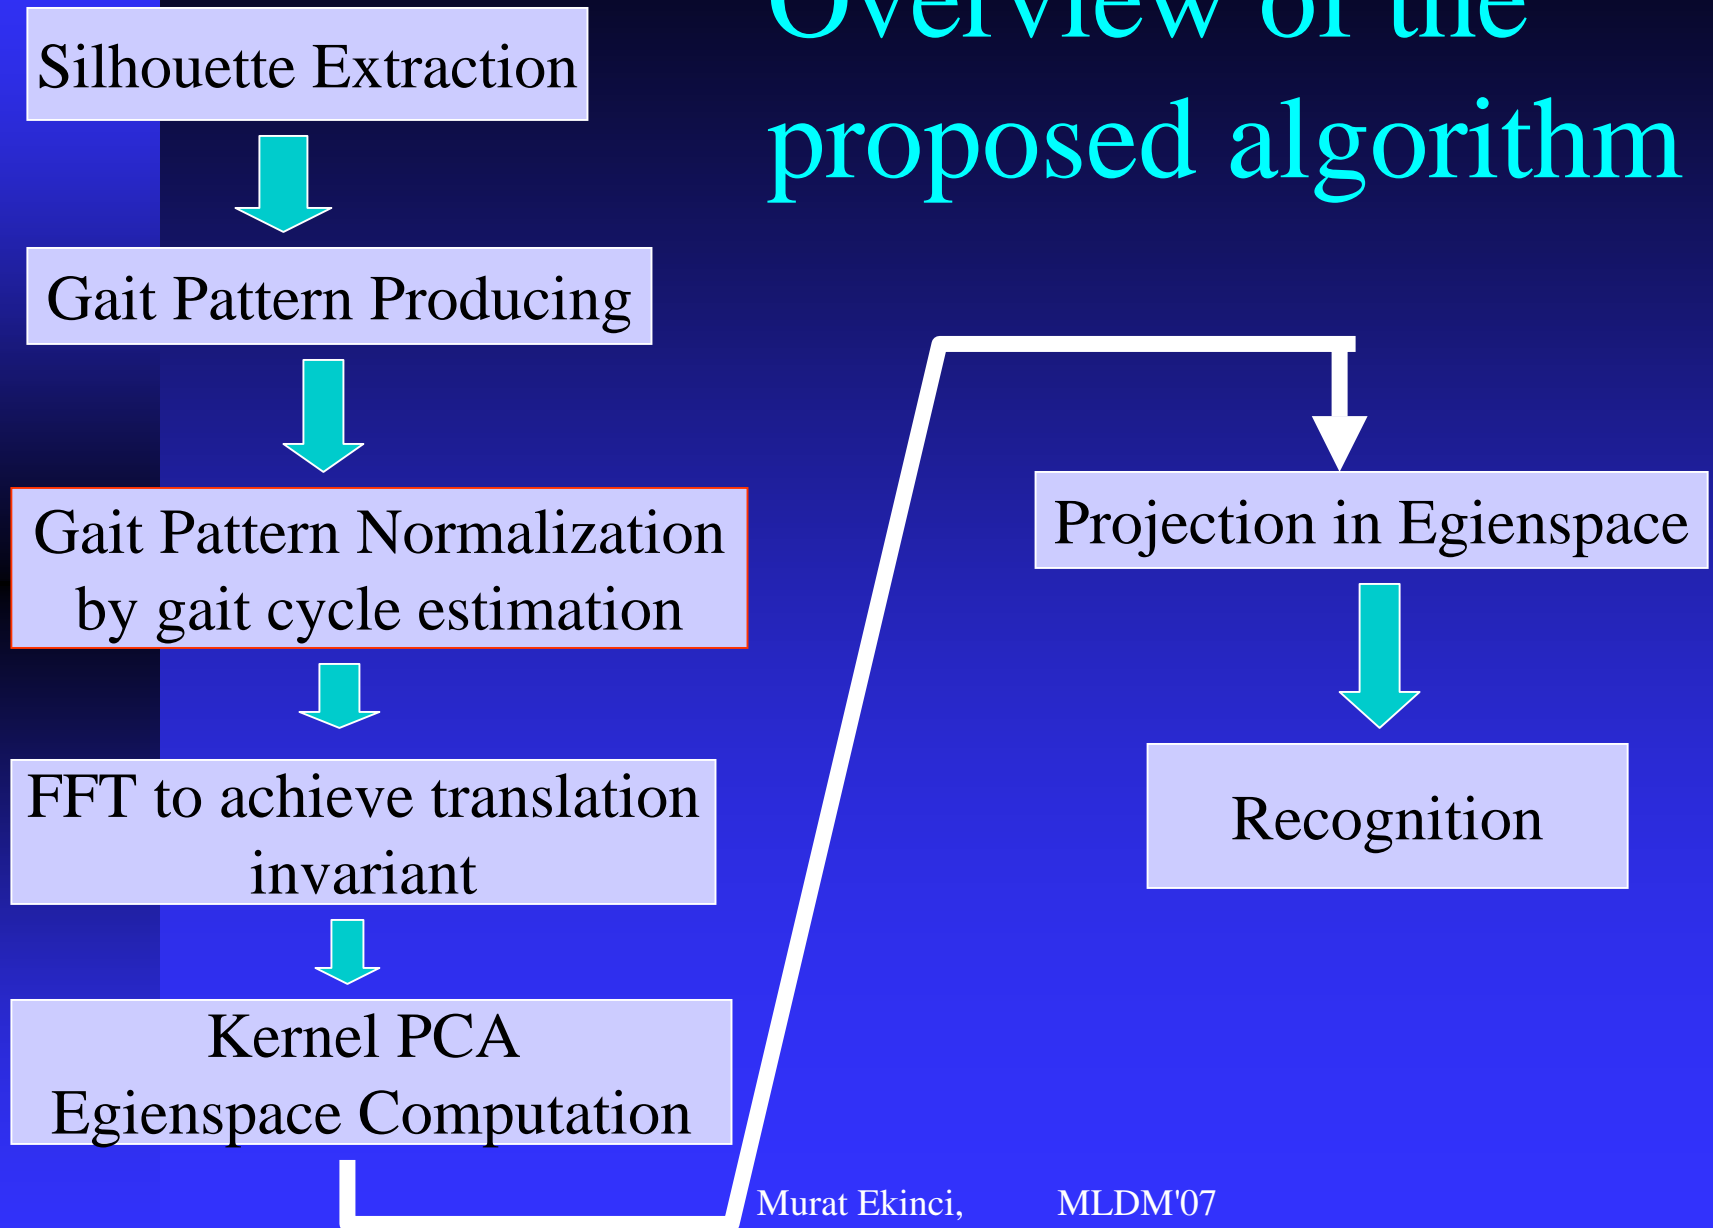 Overview of the
proposed algorithm
Silhouette Extraction
Gait Pattern Producing
Gait Pattern Normalization
by gait cycle estimation
FFT to achieve translation
invariant
Kernel PCA
Egienspace Computation
Projection in Egienspace
Recognition
Murat Ekinci, MLDM'07